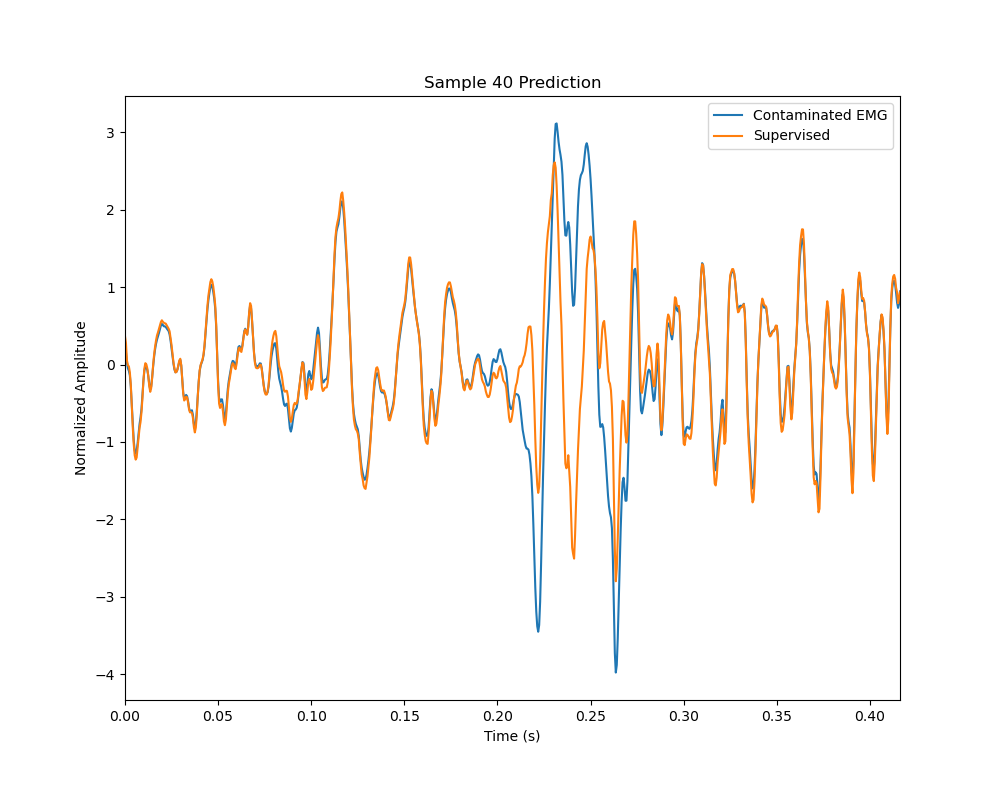 Sample 40 Prediction
Contaminated EMG
Supervised
Normalized Amplitude
3
2
1
0
−1
−2
−3
−4
0.00 0.05 0.10 0.15 0.20 0.25 0.30 0.35 0.40
Time (s)